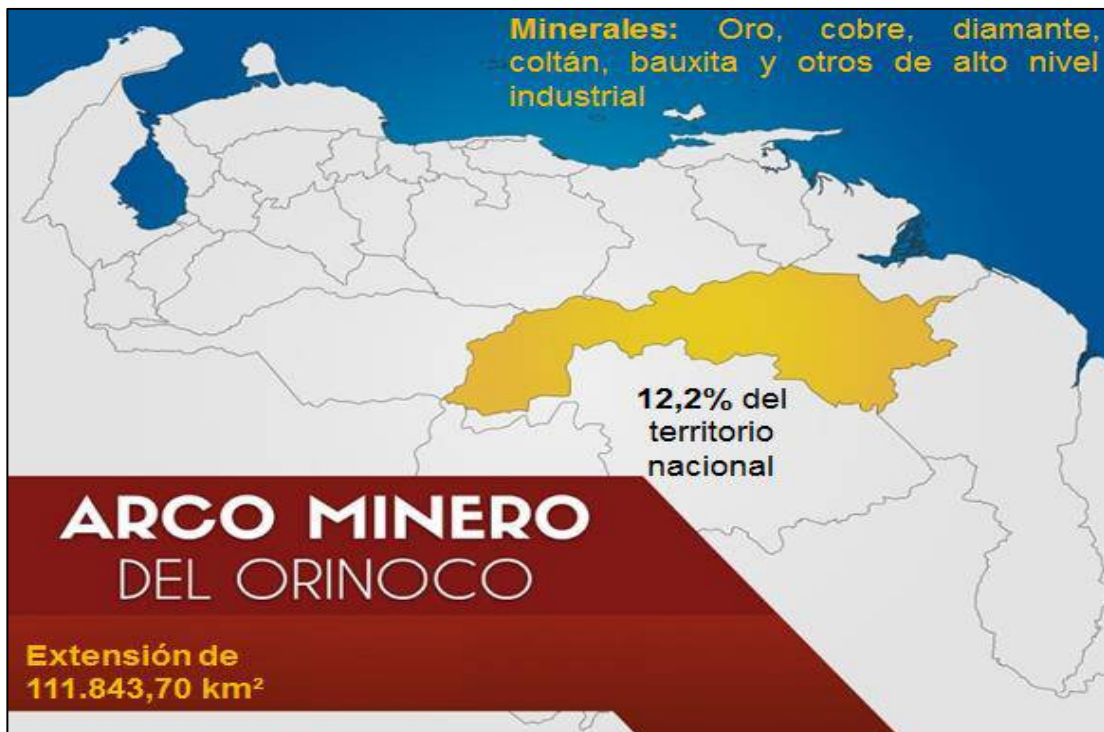 Minerales: Oro, cobre, diamante,
coltán, bauxita y otros de alto nivel
industrial
12,2% del
territorio
nacional
ARCO MINERO
DEL ORINOCO
Extensión de
111.843,70 km²